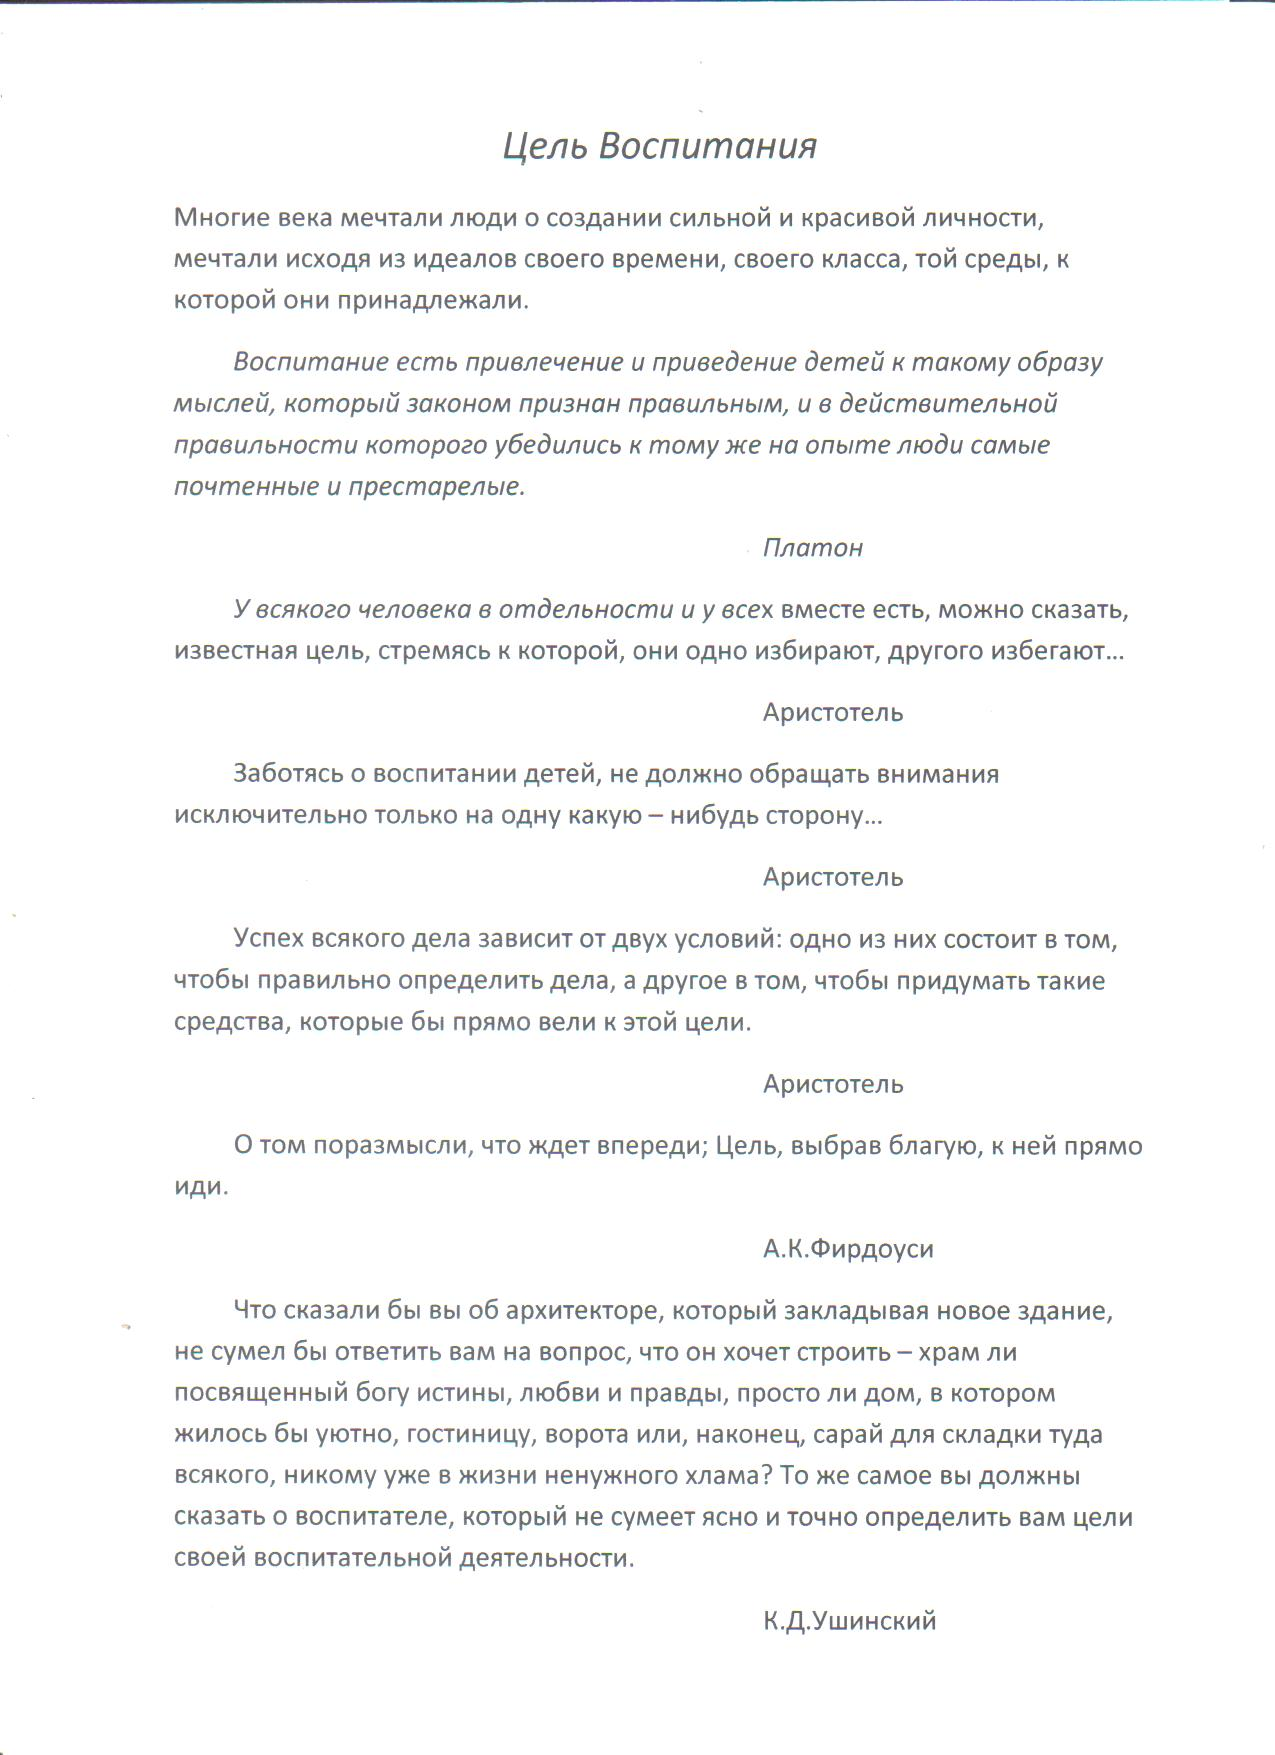 Цель Воспитания
Многие века мечтали люди о создании сильной и красивой личности,
мечтали исходя из идеалов своего времени, своего класса, той среды, к
которой они принадлежали.
Воспитание есть привлечение и приведение детей к такому образу
мыслей, который законом признан правильным, и в действительной
правильности которого убедились к тому же на опыте люди самые
почтенные и престарелые.
Платон
У всякого человека в отдельности и у всех вместе есть, можно сказать,
известная цель, стремясь к которой, они одно избирают, другого избегают...
Аристотель
Заботясь о воспитании детей, не должно обращать внимания
исключительно только на одну какую – нибудь сторону...
Аристотель
Успех всякого дела зависит от двух условий: одно из них состоит в том,
чтобы правильно определить дела, а другое в том, чтобы придумать такие
средства, которые бы прямо вели к этой цели.
Аристотель
О том поразмысли, что ждет впереди; Цель, выбрав благую, к ней прямо
иди.
А.К.Фирдоуси
Что сказали бы вы об архитекторе, который закладывая новое здание,
не сумел бы ответить вам на вопрос, что он хочет строить – храм ли
посвященный богу истины, любви и правды, просто ли дом, в котором
жилось бы уютно, гостиницу, ворота или, наконец, сарай для складки туда
всякого, никому уже в жизни ненужного хлама? То же самое вы должны
сказать о воспитателе, который не сумеет ясно и точно определить вам цели
своей воспитательной деятельности.
К.Д.Ушинский